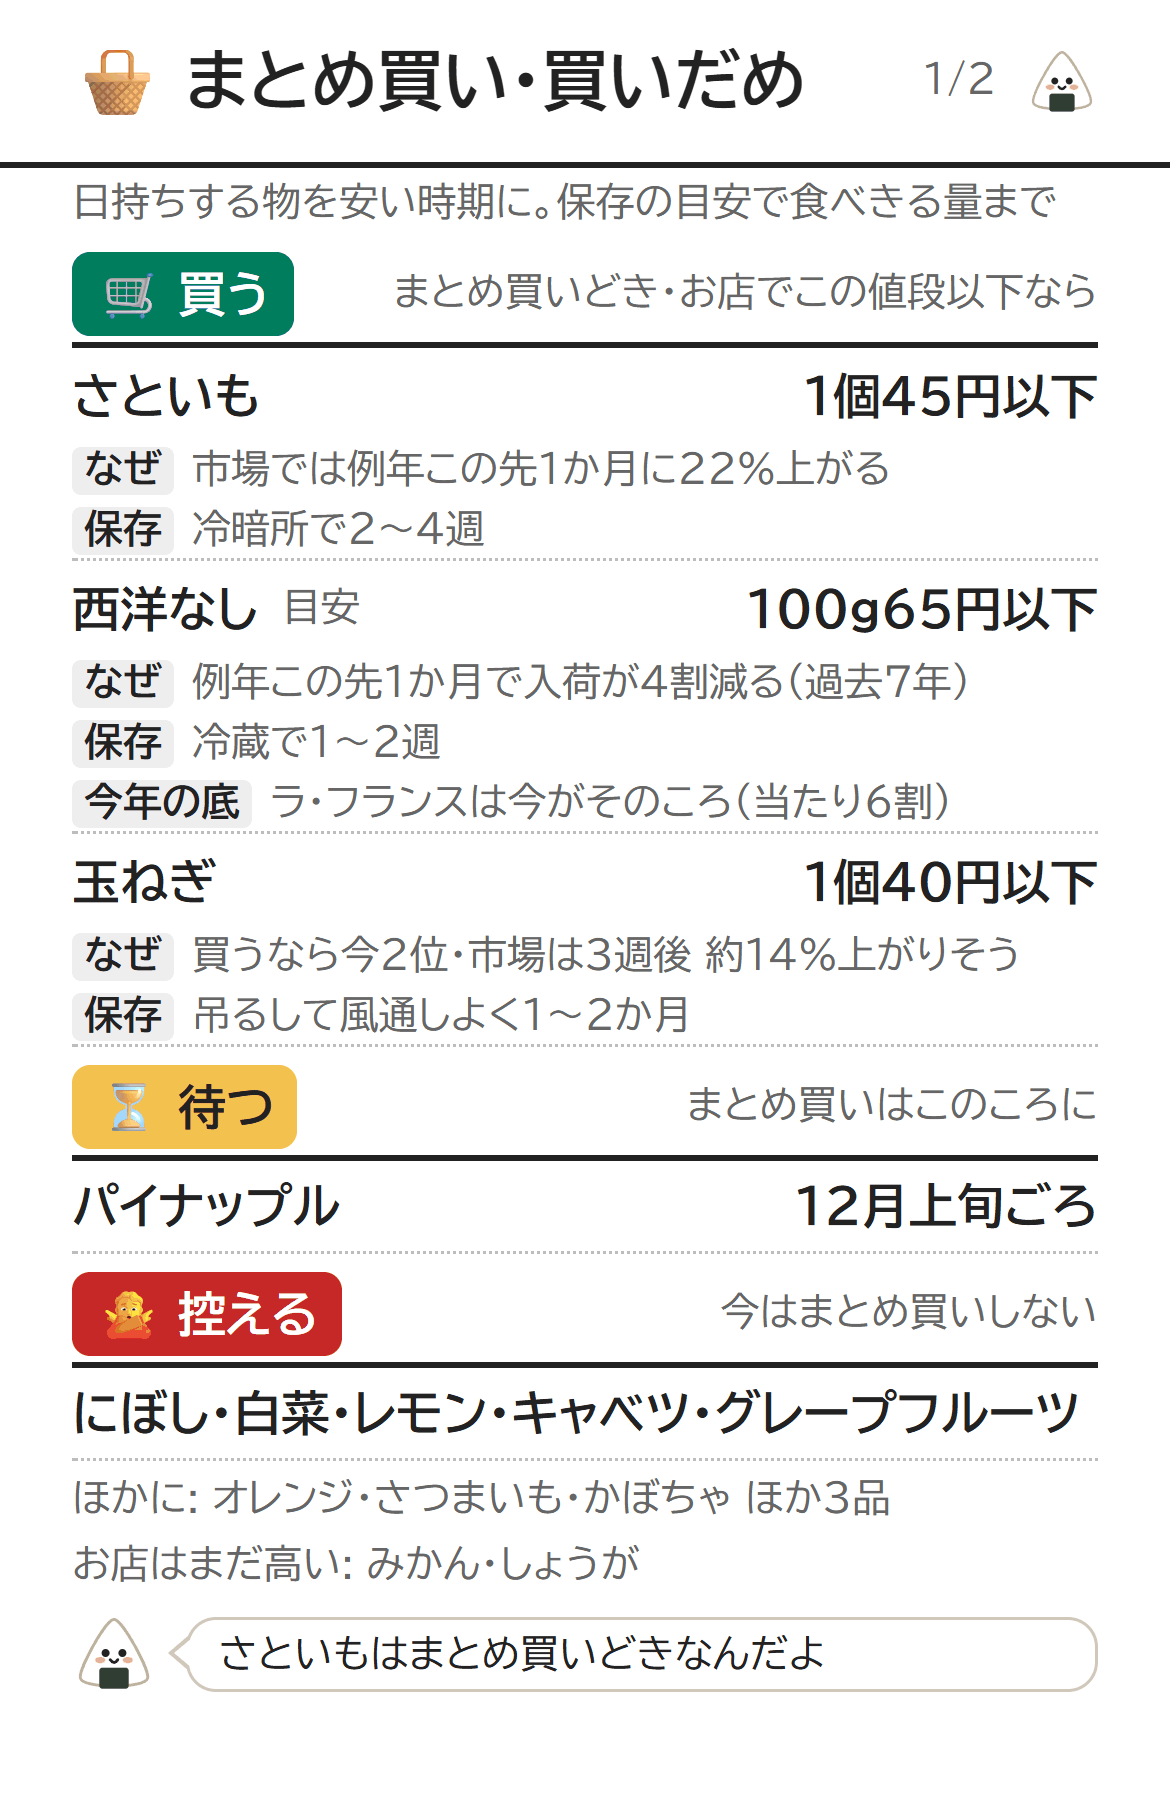 まとめ買い・買いだめ 1/2
日持ちする物を安い時期に。保存の目安で食べきる量まで
買う まとめ買いどき・お店でこの値段以下なら
さといも 1個45円以下
なぜ 市場では例年この先1か月に22%上がる
保存 冷暗所で2〜4週
西洋なし 目安 100g65円以下
なぜ 例年この先1か月で入荷が4割減る（過去7年）
保存 冷蔵で1〜2週
今年の底 ラ・フランスは今がそのころ（当たり6割）
玉ねぎ 1個40円以下
なぜ 買うなら今2位・市場は3週後 約14%上がりそう
保存 吊るして風通しよく1〜2か月
待つ まとめ買いはこのころに
パイナップル 12月上旬ごろ
控える 今はまとめ買いしない
にぼし・白菜・レモン・キャベツ・グレープフルーツ
ほかに: オレンジ・さつまいも・かぼちゃ ほか3品
お店はまだ高い: みかん・しょうが
さといもはまとめ買いどきなんだよ